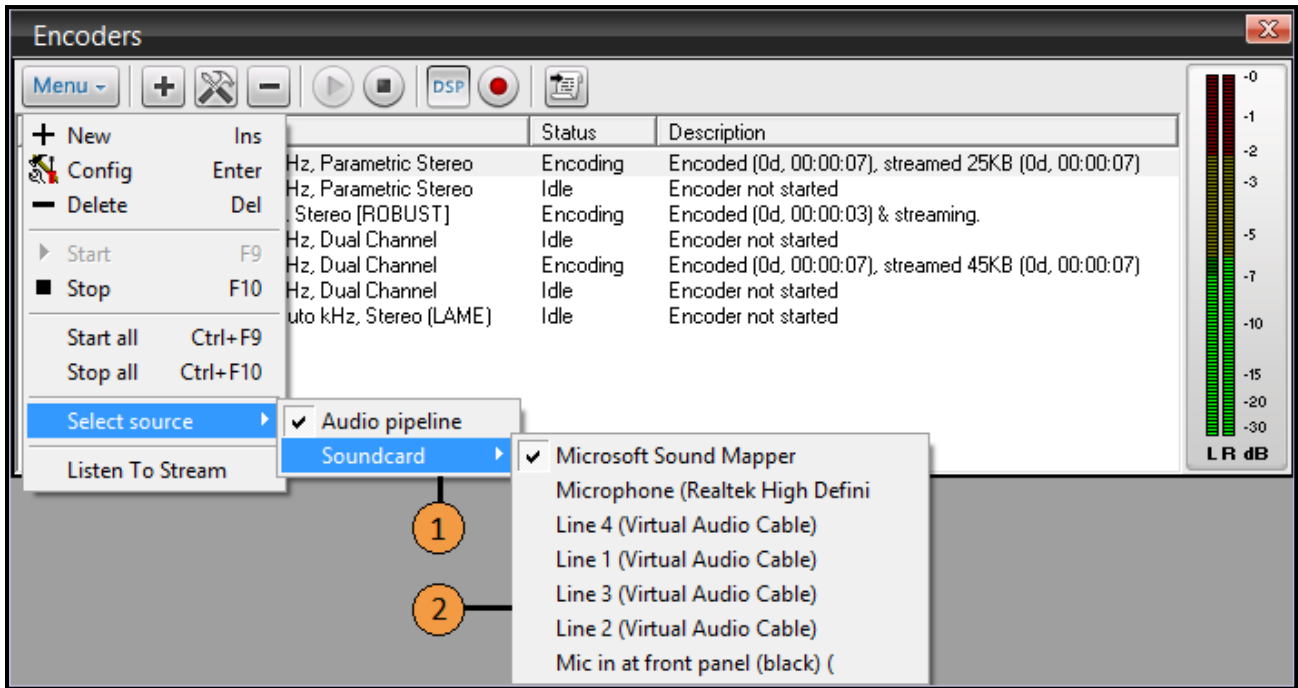 Encoders
Menu
DSP
Status Description
Hz, Parametric Stereo Encoding Encoded (0d, 00:00:07), streamed 25KB (0d, 00:00:07)
Hz, Parametric Stereo Idle Encoder not started
. Stereo [ROBUST] Encoding Encoded (0d, 00:00:03) & streaming.
Hz, Dual Channel Idle Encoder not started
Hz, Dual Channel Encoding Encoded (0d, 00:00:07), streamed 45KB (0d, 00:00:07)
Hz, Dual Channel Idle Encoder not started
uto kHz, Stereo (LAME) Idle Encoder not started
New Ins
Config Enter
Delete Del
Start F9
Stop F10
Start all Ctrl+F9
Stop all Ctrl+F10
Select source
Listen To Stream
Audio pipeline
Soundcard
Microsoft Sound Mapper
Microphone (Realtek High Defini
Line 4 (Virtual Audio Cable)
Line 1 (Virtual Audio Cable)
Line 3 (Virtual Audio Cable)
Line 2 (Virtual Audio Cable)
Mic in at front panel (black) (
1
2
-0
-1
-2
-3
-5
-7
-10
-15
-20
-30
L R dB